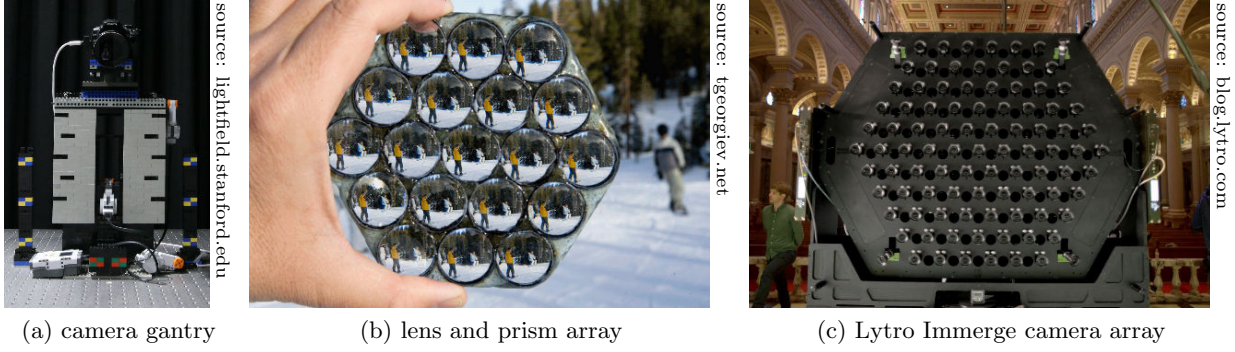 source: lightfield.stanford.edu
source: tgeorgiev.net
source: blog.lytro.com
(a) camera gantry
(b) lens and prism array
(c) Lytro Immerge camera array